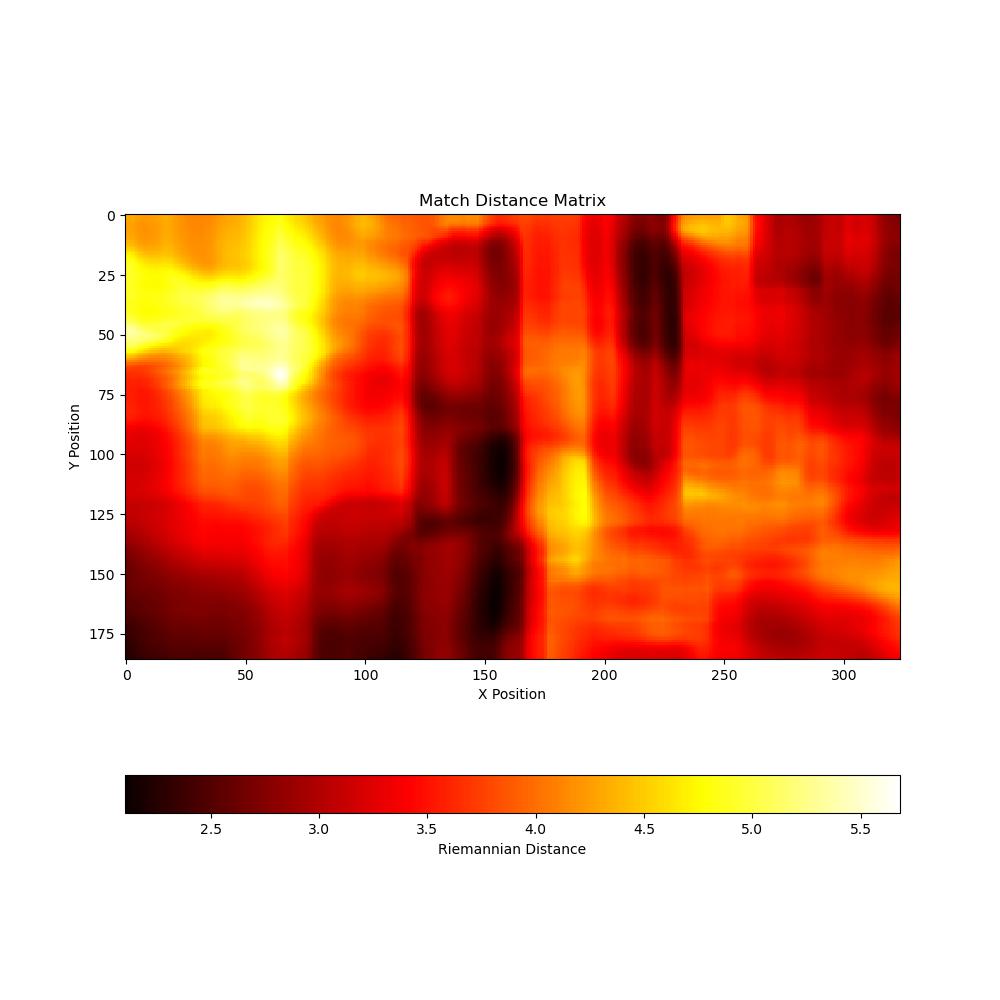 Match Distance Matrix
0
25
50
75
100
125
150
175
Y Position
0 50 100 150 200 250 300
X Position
2.5 3.0 3.5 4.0 4.5 5.0 5.5
Riemannian Distance